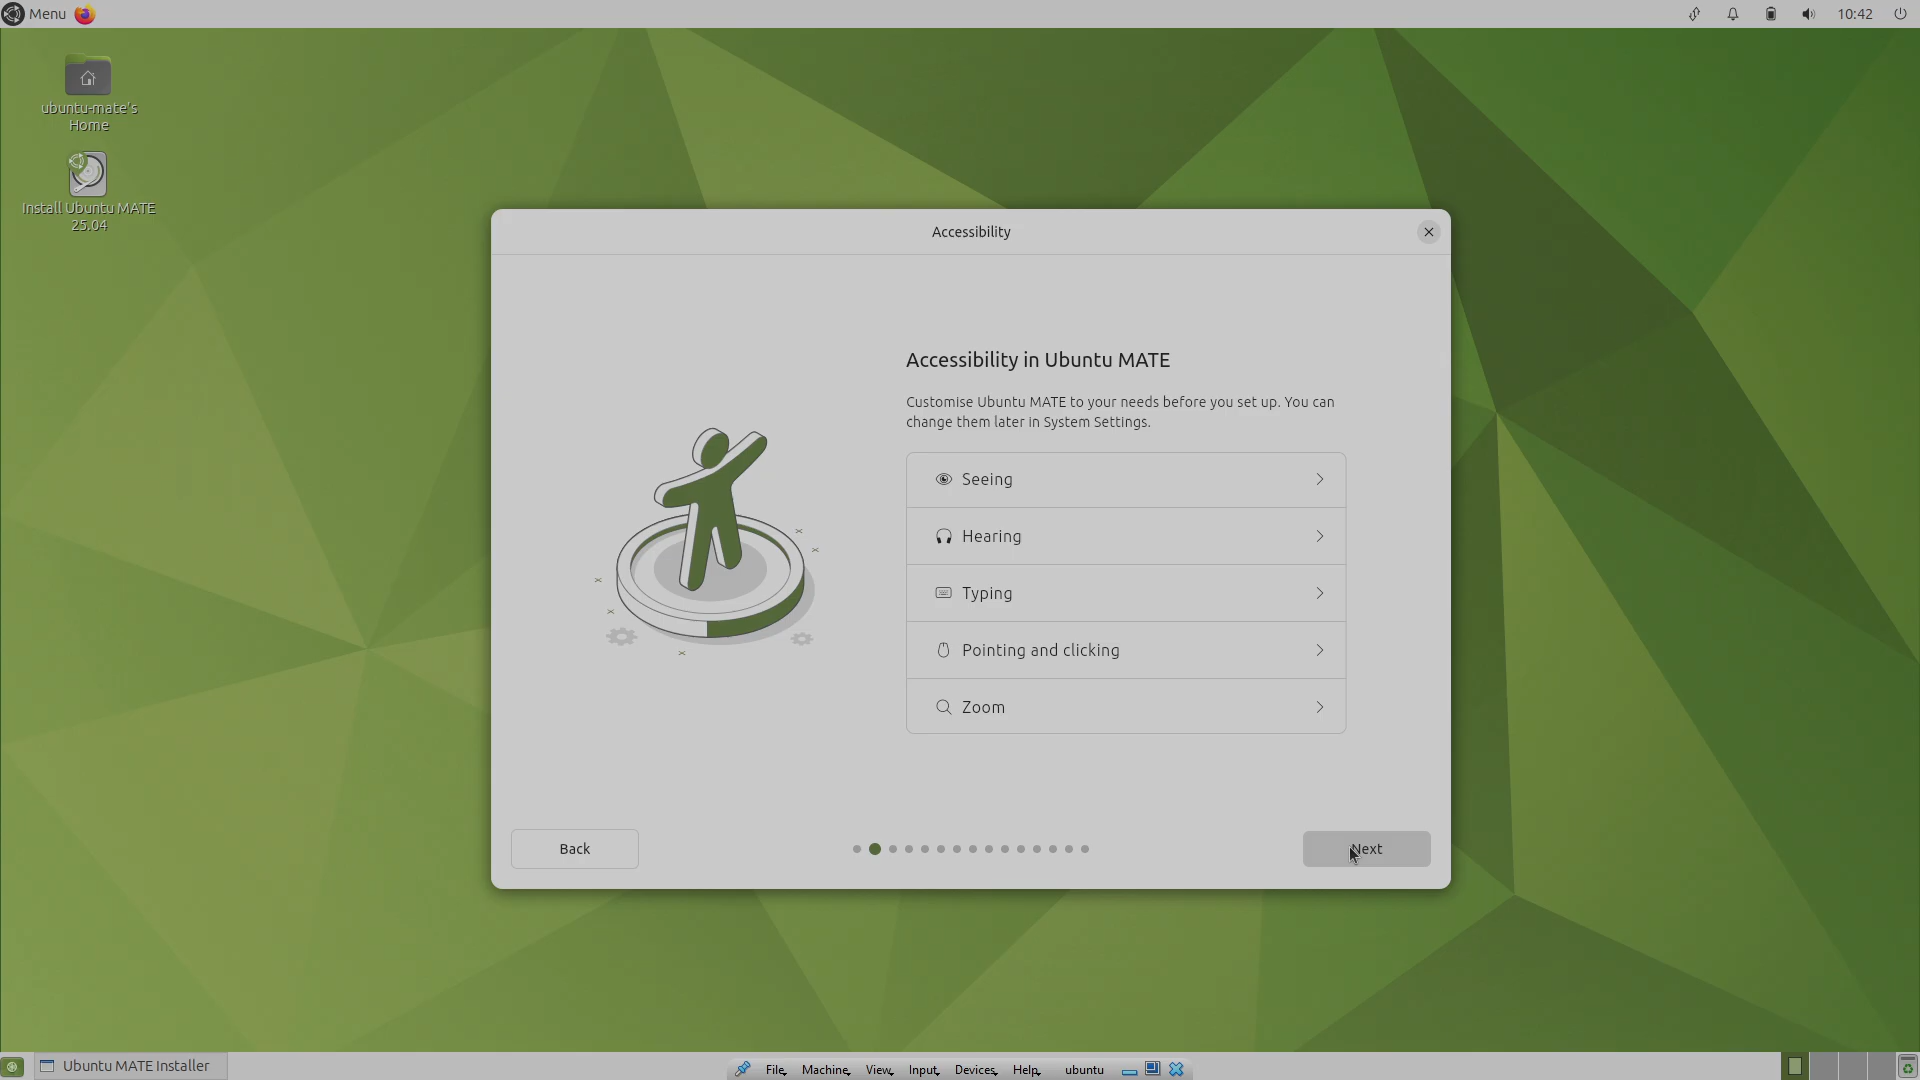 Menu
10:42
ubuntu-mate's
Home
Install Ubuntu MATE
25.04
Accessibility
Accessibility in Ubuntu MATE
Customise Ubuntu MATE to your needs before you set up. You can
change them later in System Settings.
Seeing
Hearing
Typing
Pointing and clicking
Zoom
Back
Next
Ubuntu MATE Installer
File Machine View Input Devices Help ubuntu